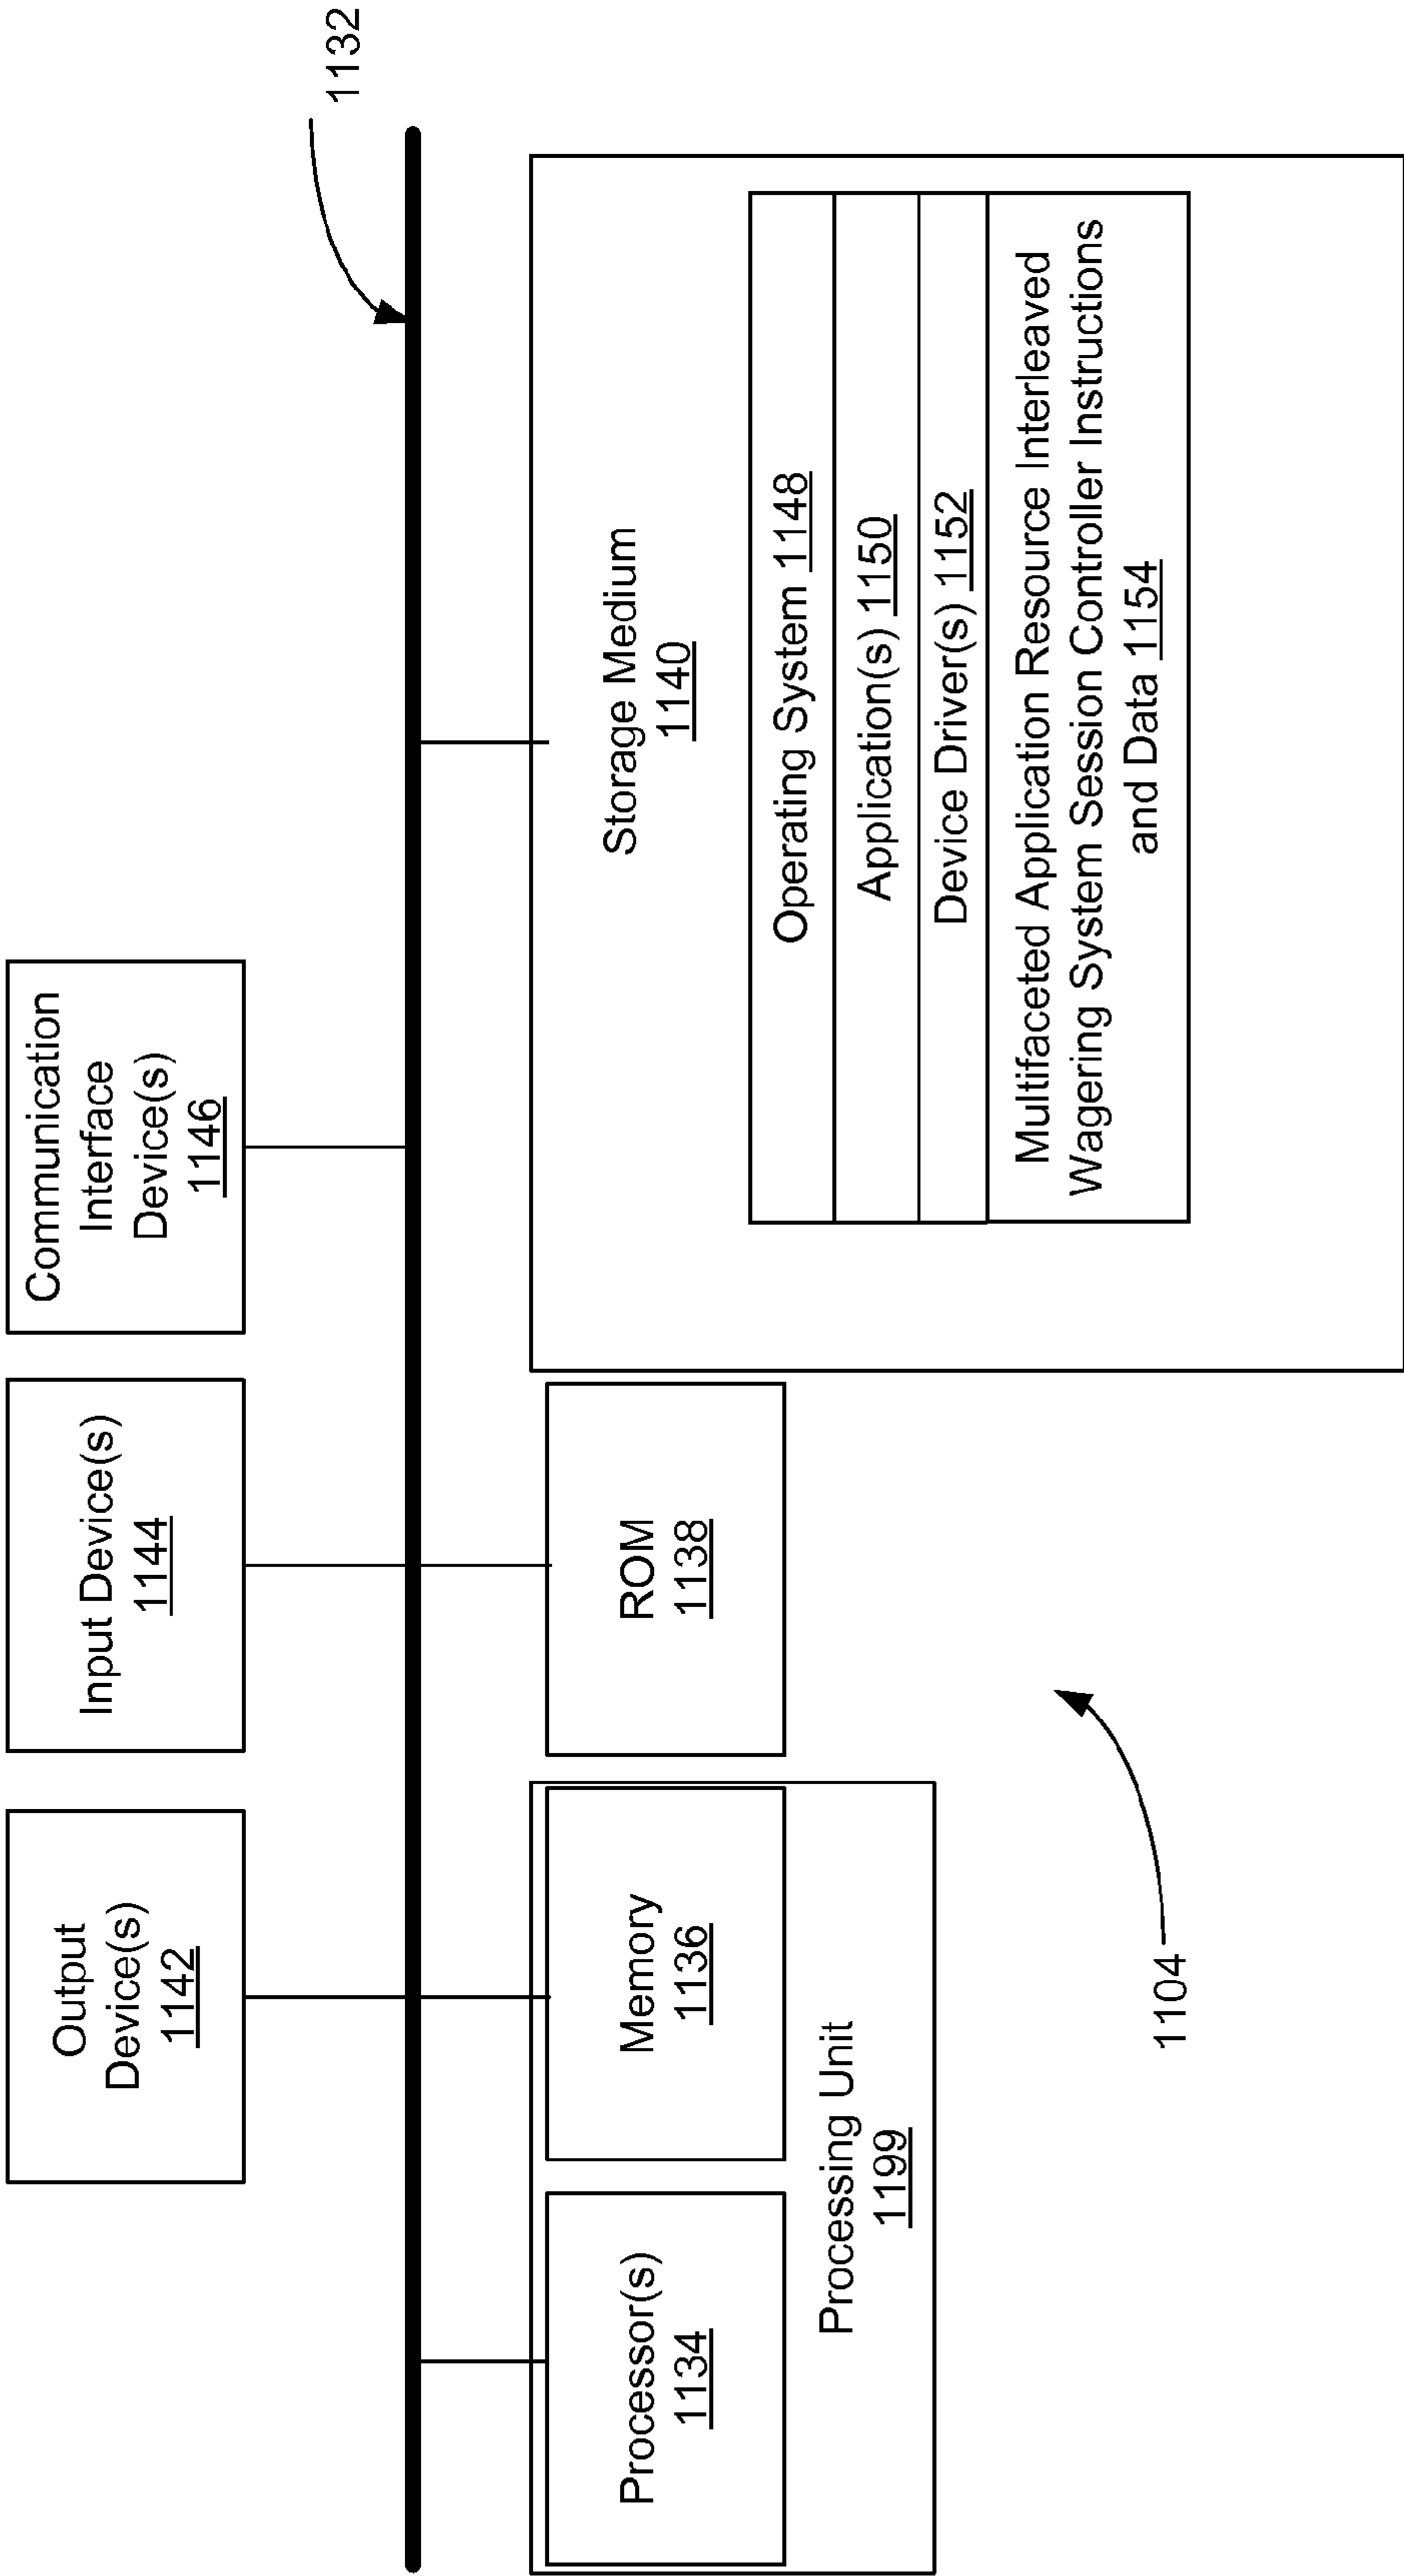 1132
Output
Device(s)
1142
Input Device(s)
1144
Communication
Interface
Device(s)
1146
Processor(s)
1134
Memory
1136
Processing Unit
1199
ROM
1138
Storage Medium
1140
Operating System 1148
Application(s) 1150
Device Driver(s) 1152
Multifaceted Application Resource Interleaved
Wagering System Session Controller Instructions
and Data 1154
1104